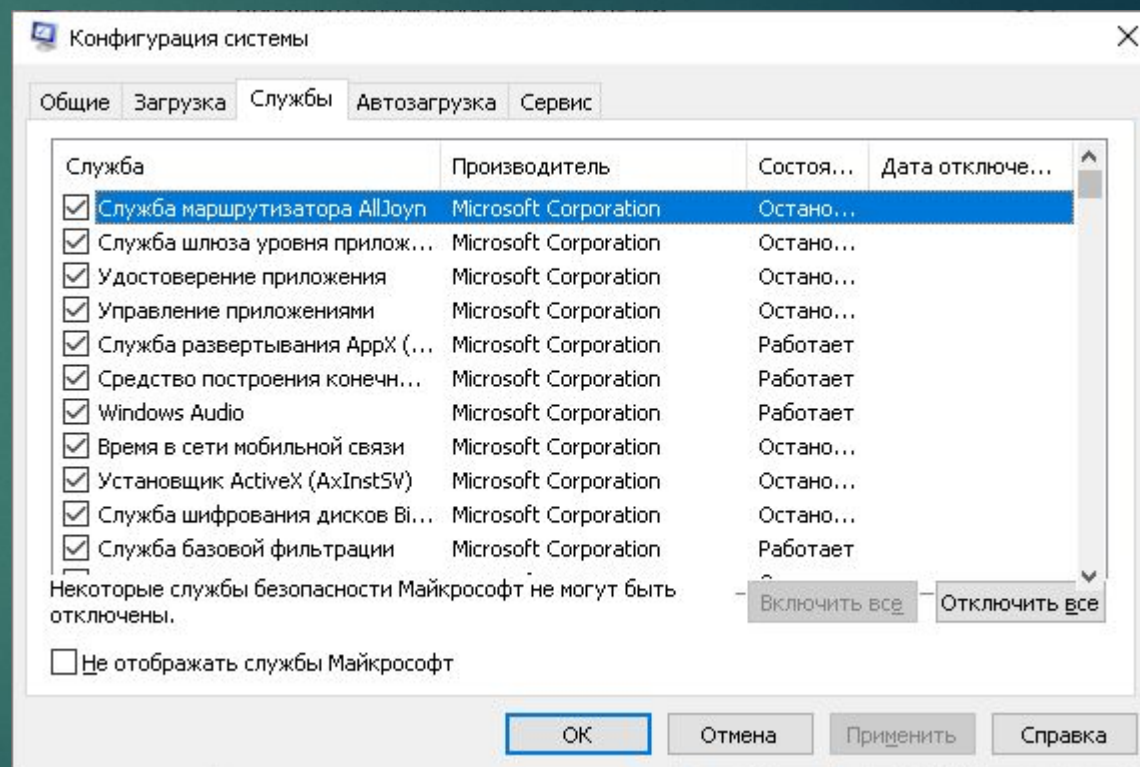 Конфигурация системы
Общие Загрузка Службы Автозагрузка Сервис
Служба Производитель Состоя... Дата отключе...
Служба маршрутизатора AllJoyn Microsoft Corporation Остано...
Служба шлюза уровня прилож... Microsoft Corporation Остано...
Удостоверение приложения Microsoft Corporation Остано...
Управление приложениями Microsoft Corporation Остано...
Служба развертывания AppX (... Microsoft Corporation Работает
Средство построения конечн... Microsoft Corporation Работает
Windows Audio Microsoft Corporation Работает
Время в сети мобильной связи Microsoft Corporation Остано...
Установщик ActiveX (AxInstSV) Microsoft Corporation Остано...
Служба шифрования дисков Bi... Microsoft Corporation Остано...
Служба базовой фильтрации Microsoft Corporation Работает
Некоторые службы безопасности Майкрософт не могут быть
отключены.
Включить все Отключить все
Не отображать службы Майкрософт
ОК Отмена Применить Справка